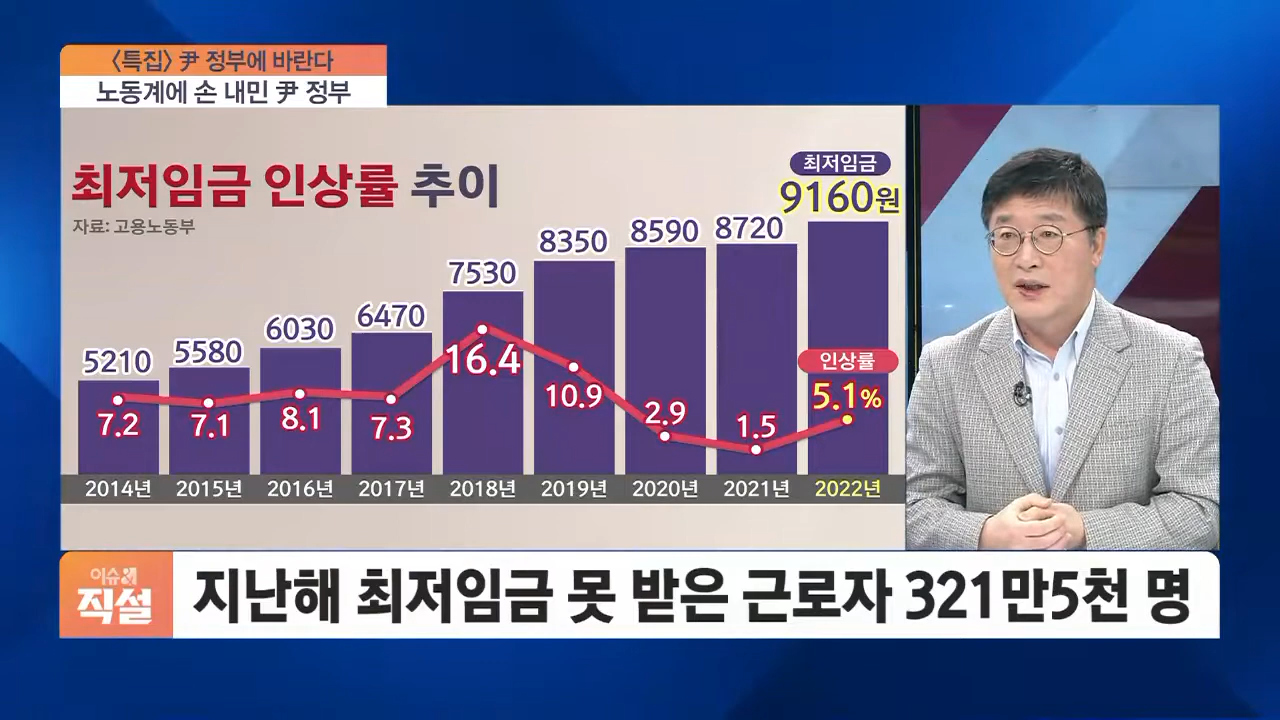 〈특집〉 尹 정부에 바란다
노동계에 손 내민 尹 정부
최저임금 인상률 추이
자료: 고용노동부
최저임금
9160원
5210
5580
6030
6470
7530
8350
8590
8720
인상률
7.2
7.1
8.1
7.3
16.4
10.9
2.9
1.5
5.1%
2014년
2015년
2016년
2017년
2018년
2019년
2020년
2021년
2022년
이슈&
직설
지난해 최저임금 못 받은 근로자 321만5천 명